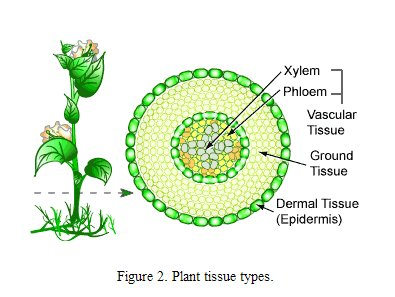 Xylem
Phloem
Vascular
Tissue
Ground
Tissue
Dermal Tissue
(Epidermis)
Figure 2. Plant tissue types.